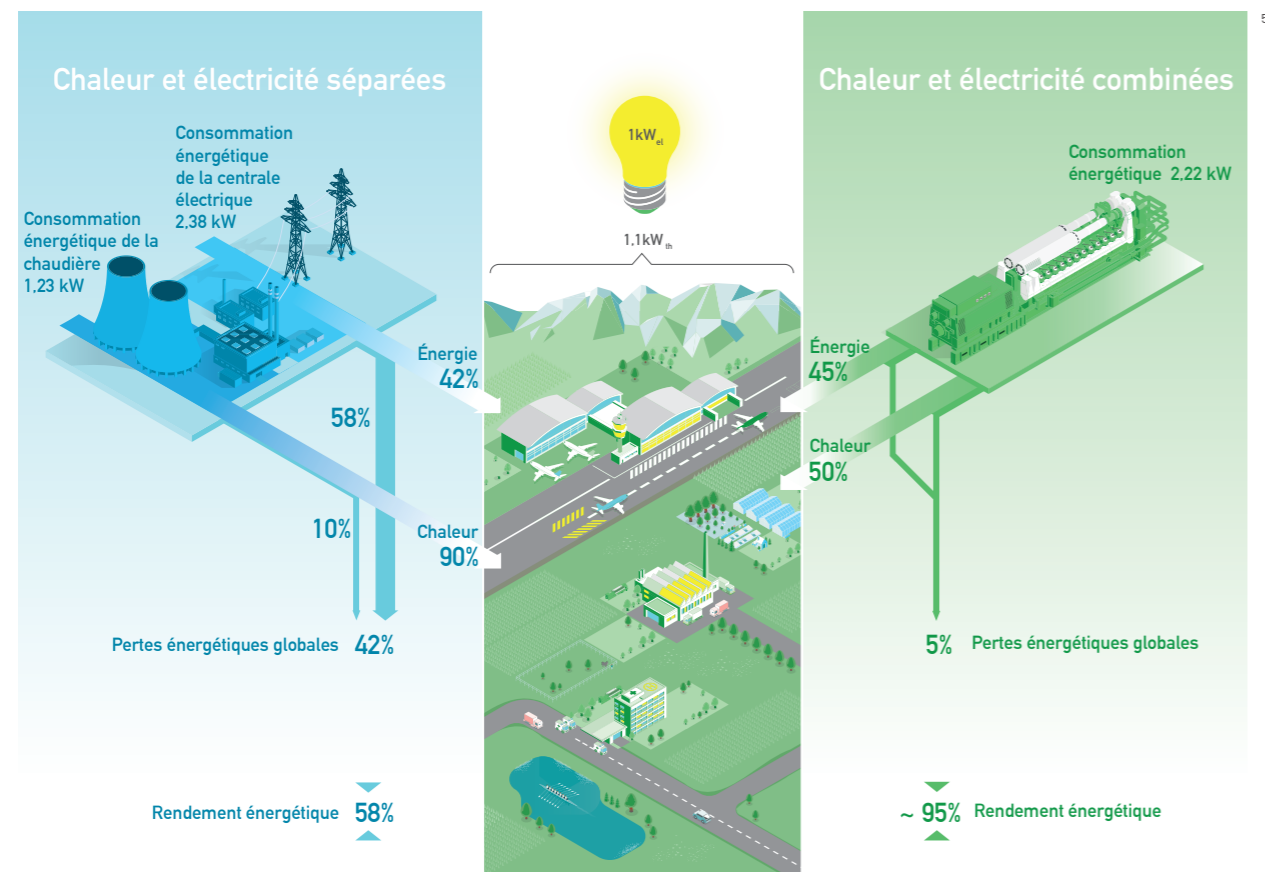 5
Chaleur et électricité séparées
Consommation
énergétique
de la centrale
électrique
2,38 kW
Consommation
énergétique de la
chaudière
1,23 kW
Énergie
42%
58%
10%
Chaleur
90%
Pertes énergétiques globales 42%
Rendement énergétique 58%
1kWel
1,1kWth
Chaleur et électricité combinées
Consommation
énergétique 2,22 kW
Énergie
45%
Chaleur
50%
5% Pertes énergétiques globales
~ 95% Rendement énergétique